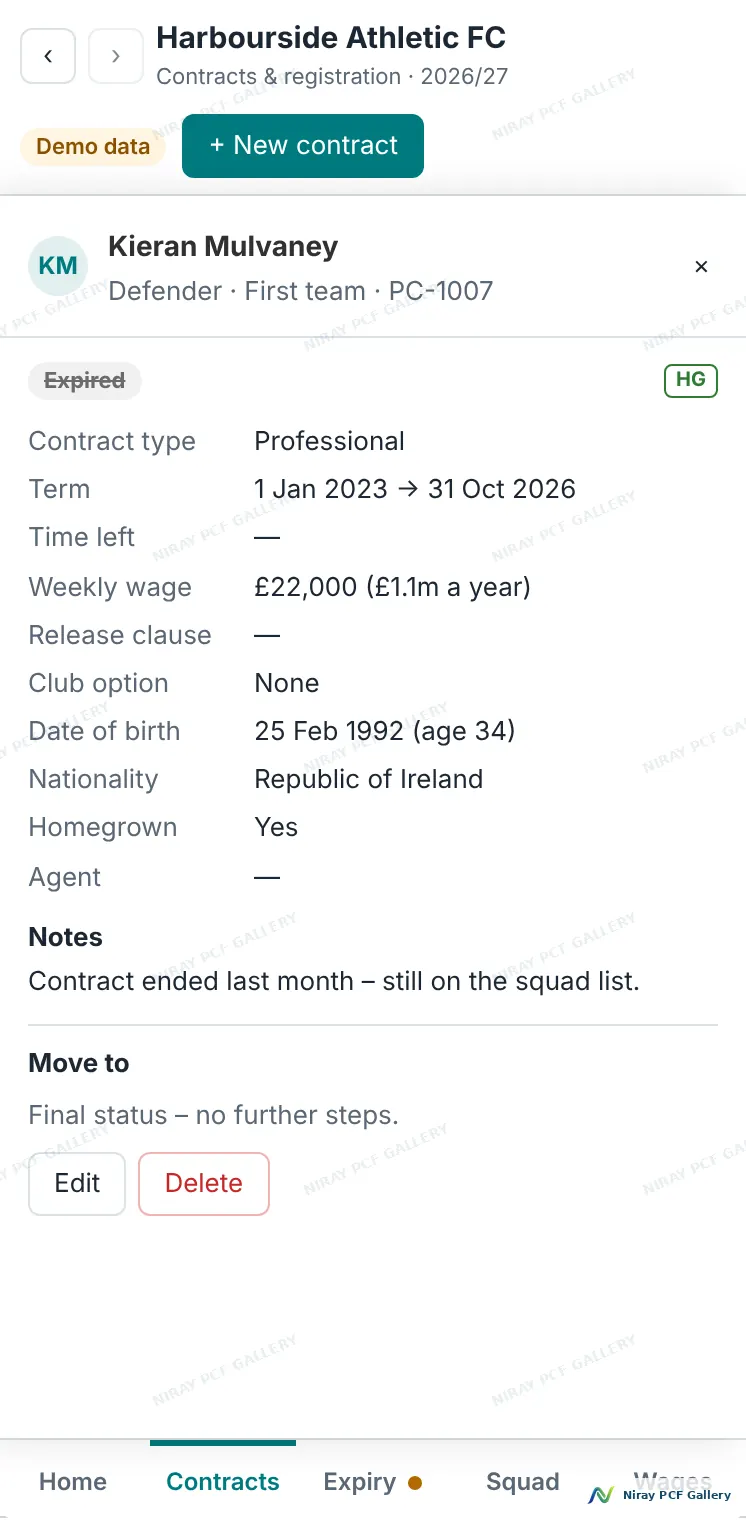 ‹ ›
Harbourside Athletic FC
Contracts & registration · 2026/27
Demo data
+ New contract
KM
Kieran Mulvaney
Defender · First team · PC-1007
×
Expired
HG
Contract type Professional
Term 1 Jan 2023 → 31 Oct 2026
Time left —
Weekly wage £22,000 (£1.1m a year)
Release clause —
Club option None
Date of birth 25 Feb 1992 (age 34)
Nationality Republic of Ireland
Homegrown Yes
Agent —
Notes
Contract ended last month – still on the squad list.
Move to
Final status – no further steps.
Edit Delete
Home Contracts Expiry Squad Wages
Niray PCF Gallery
NIRAY PCF GALLERY